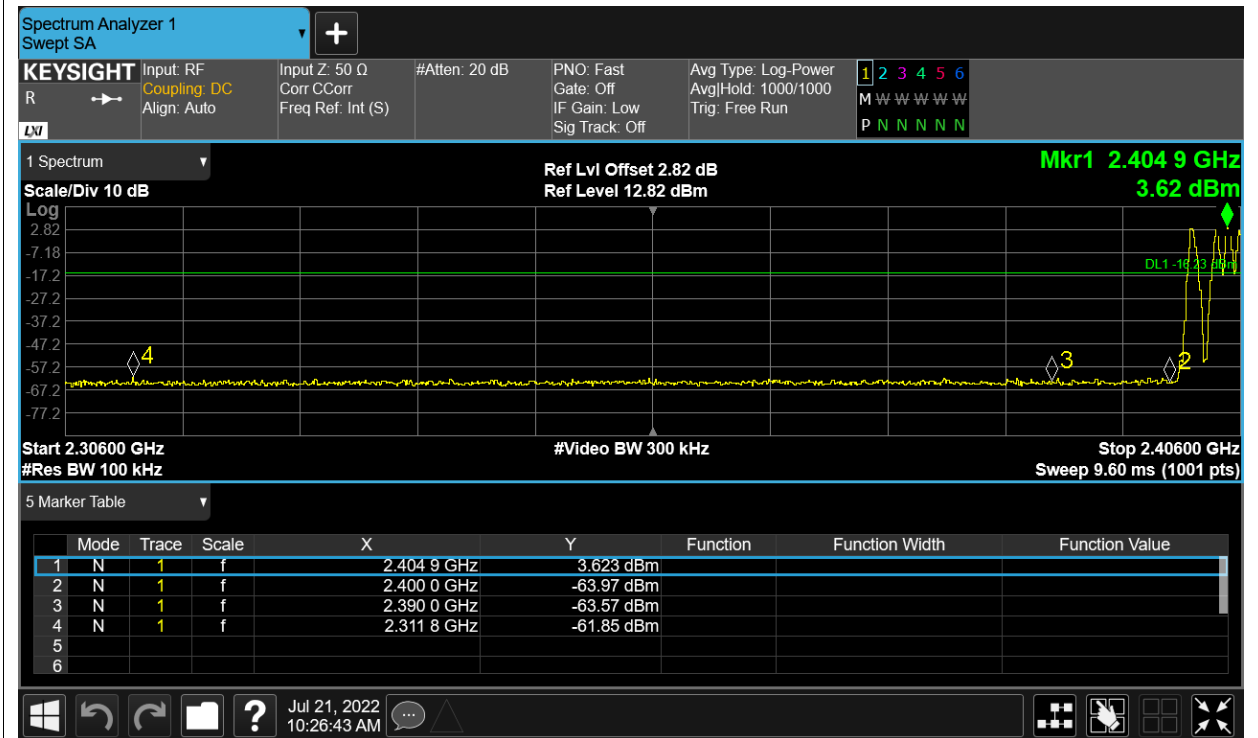 Spectrum Analyzer 1
Swept SA
+
KEYSIGHT Input: RF Input Z: 50 Ω #Atten: 20 dB PNO: Fast Avg Type: Log-Power 1 2 3 4 5 6
R Coupling: DC Corr CCorr Gate: Off Avg|Hold: 1000/1000 M W W W W W W
Align: Auto Freq Ref: Int (S) IF Gain: Low Trig: Free Run
LXI Sig Track: Off P N N N N N N
1 Spectrum Ref Lvl Offset 2.82 dB Mkr1 2.404 9 GHz
Scale/Div 10 dB Ref Level 12.82 dBm 3.62 dBm
Log
2.82
-7.18
DL1 -16.23 dBm
-17.2
-27.2
-37.2
-47.2
4 3 2
-57.2
-67.2
-77.2
Start 2.30600 GHz #Video BW 300 kHz Stop 2.40600 GHz
#Res BW 100 kHz Sweep 9.60 ms (1001 pts)
5 Marker Table
Mode Trace Scale X Y Function Function Width Function Value
1 N 1 f 2.404 9 GHz 3.623 dBm
2 N 1 f 2.400 0 GHz -63.97 dBm
3 N 1 f 2.390 0 GHz -63.57 dBm
4 N 1 f 2.311 8 GHz -61.85 dBm
5
6
? Jul 21, 2022
10:26:43 AM